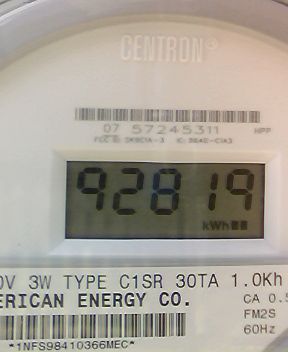 CENTRON®
07 57245311 HPP
92819
kWh
0V 3W TYPE C1SR 30TA 1.0Kh
ERICAN ENERGY CO.
CA 0.5
FM2S
60Hz
*1NFS98410366MEC*